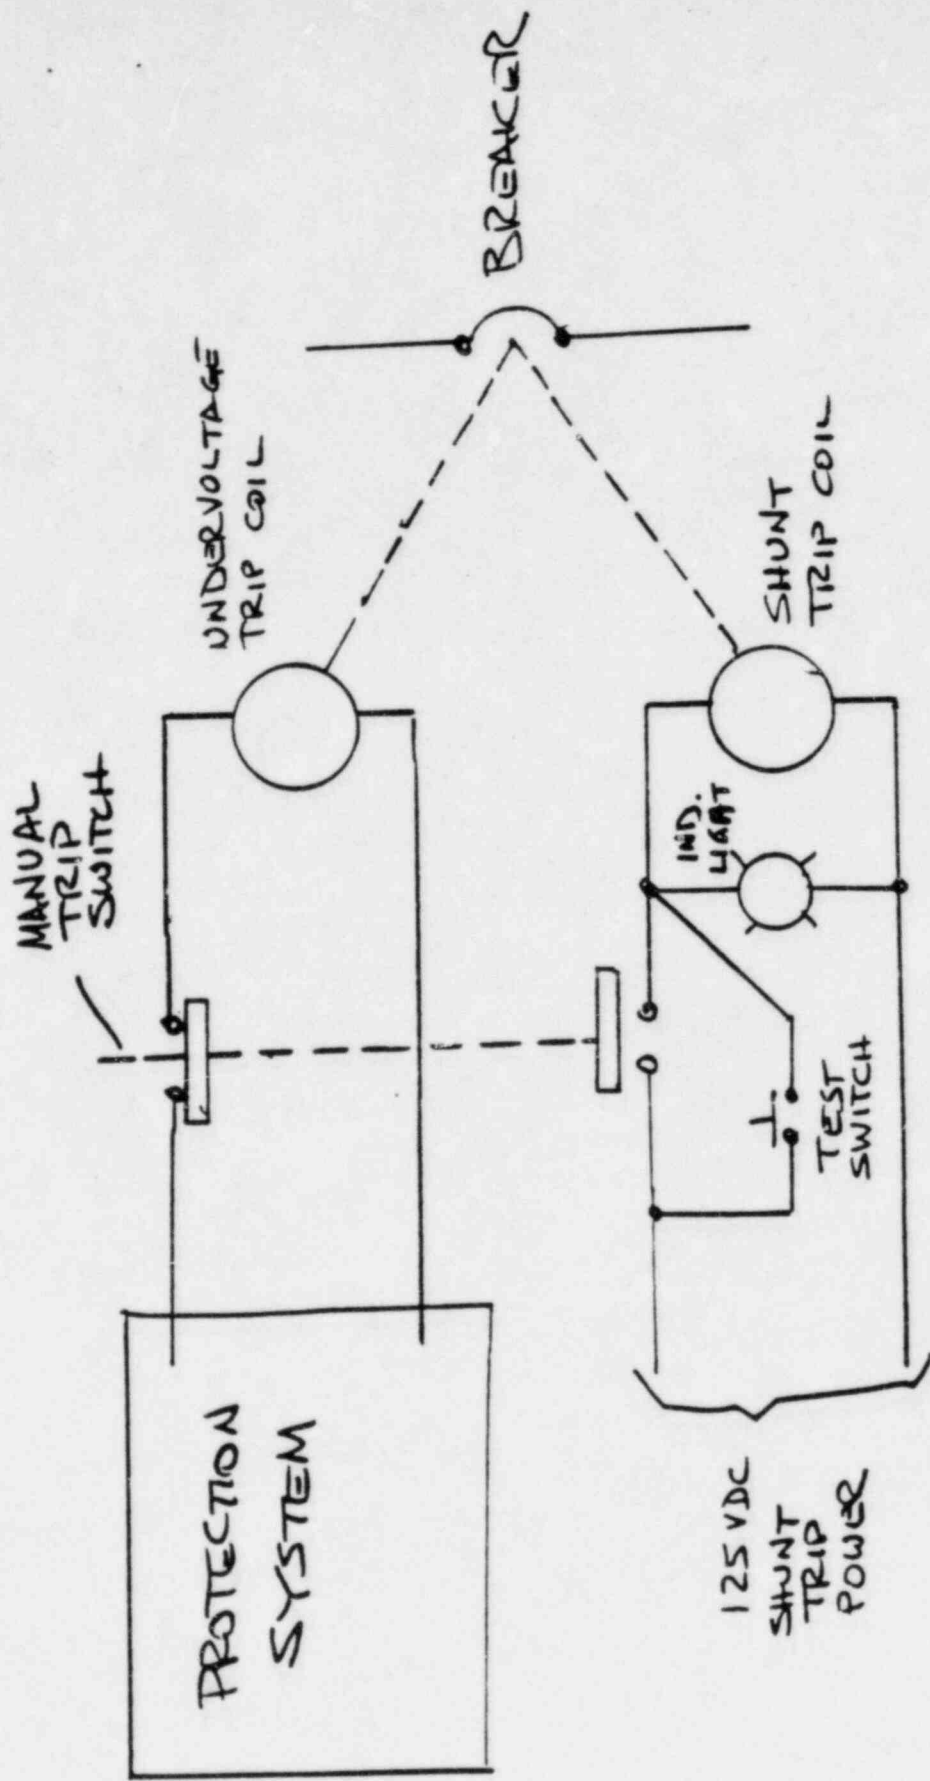 MANUAL
TRIP
SWITCH
UNDERVOLTAGE
TRIP COIL
BREAKER
PROTECTION
SYSTEM
IND.
LIGHT
SHUNT
TRIP COIL
TEST
SWITCH
125 VDC
SHUNT
TRIP
POWER